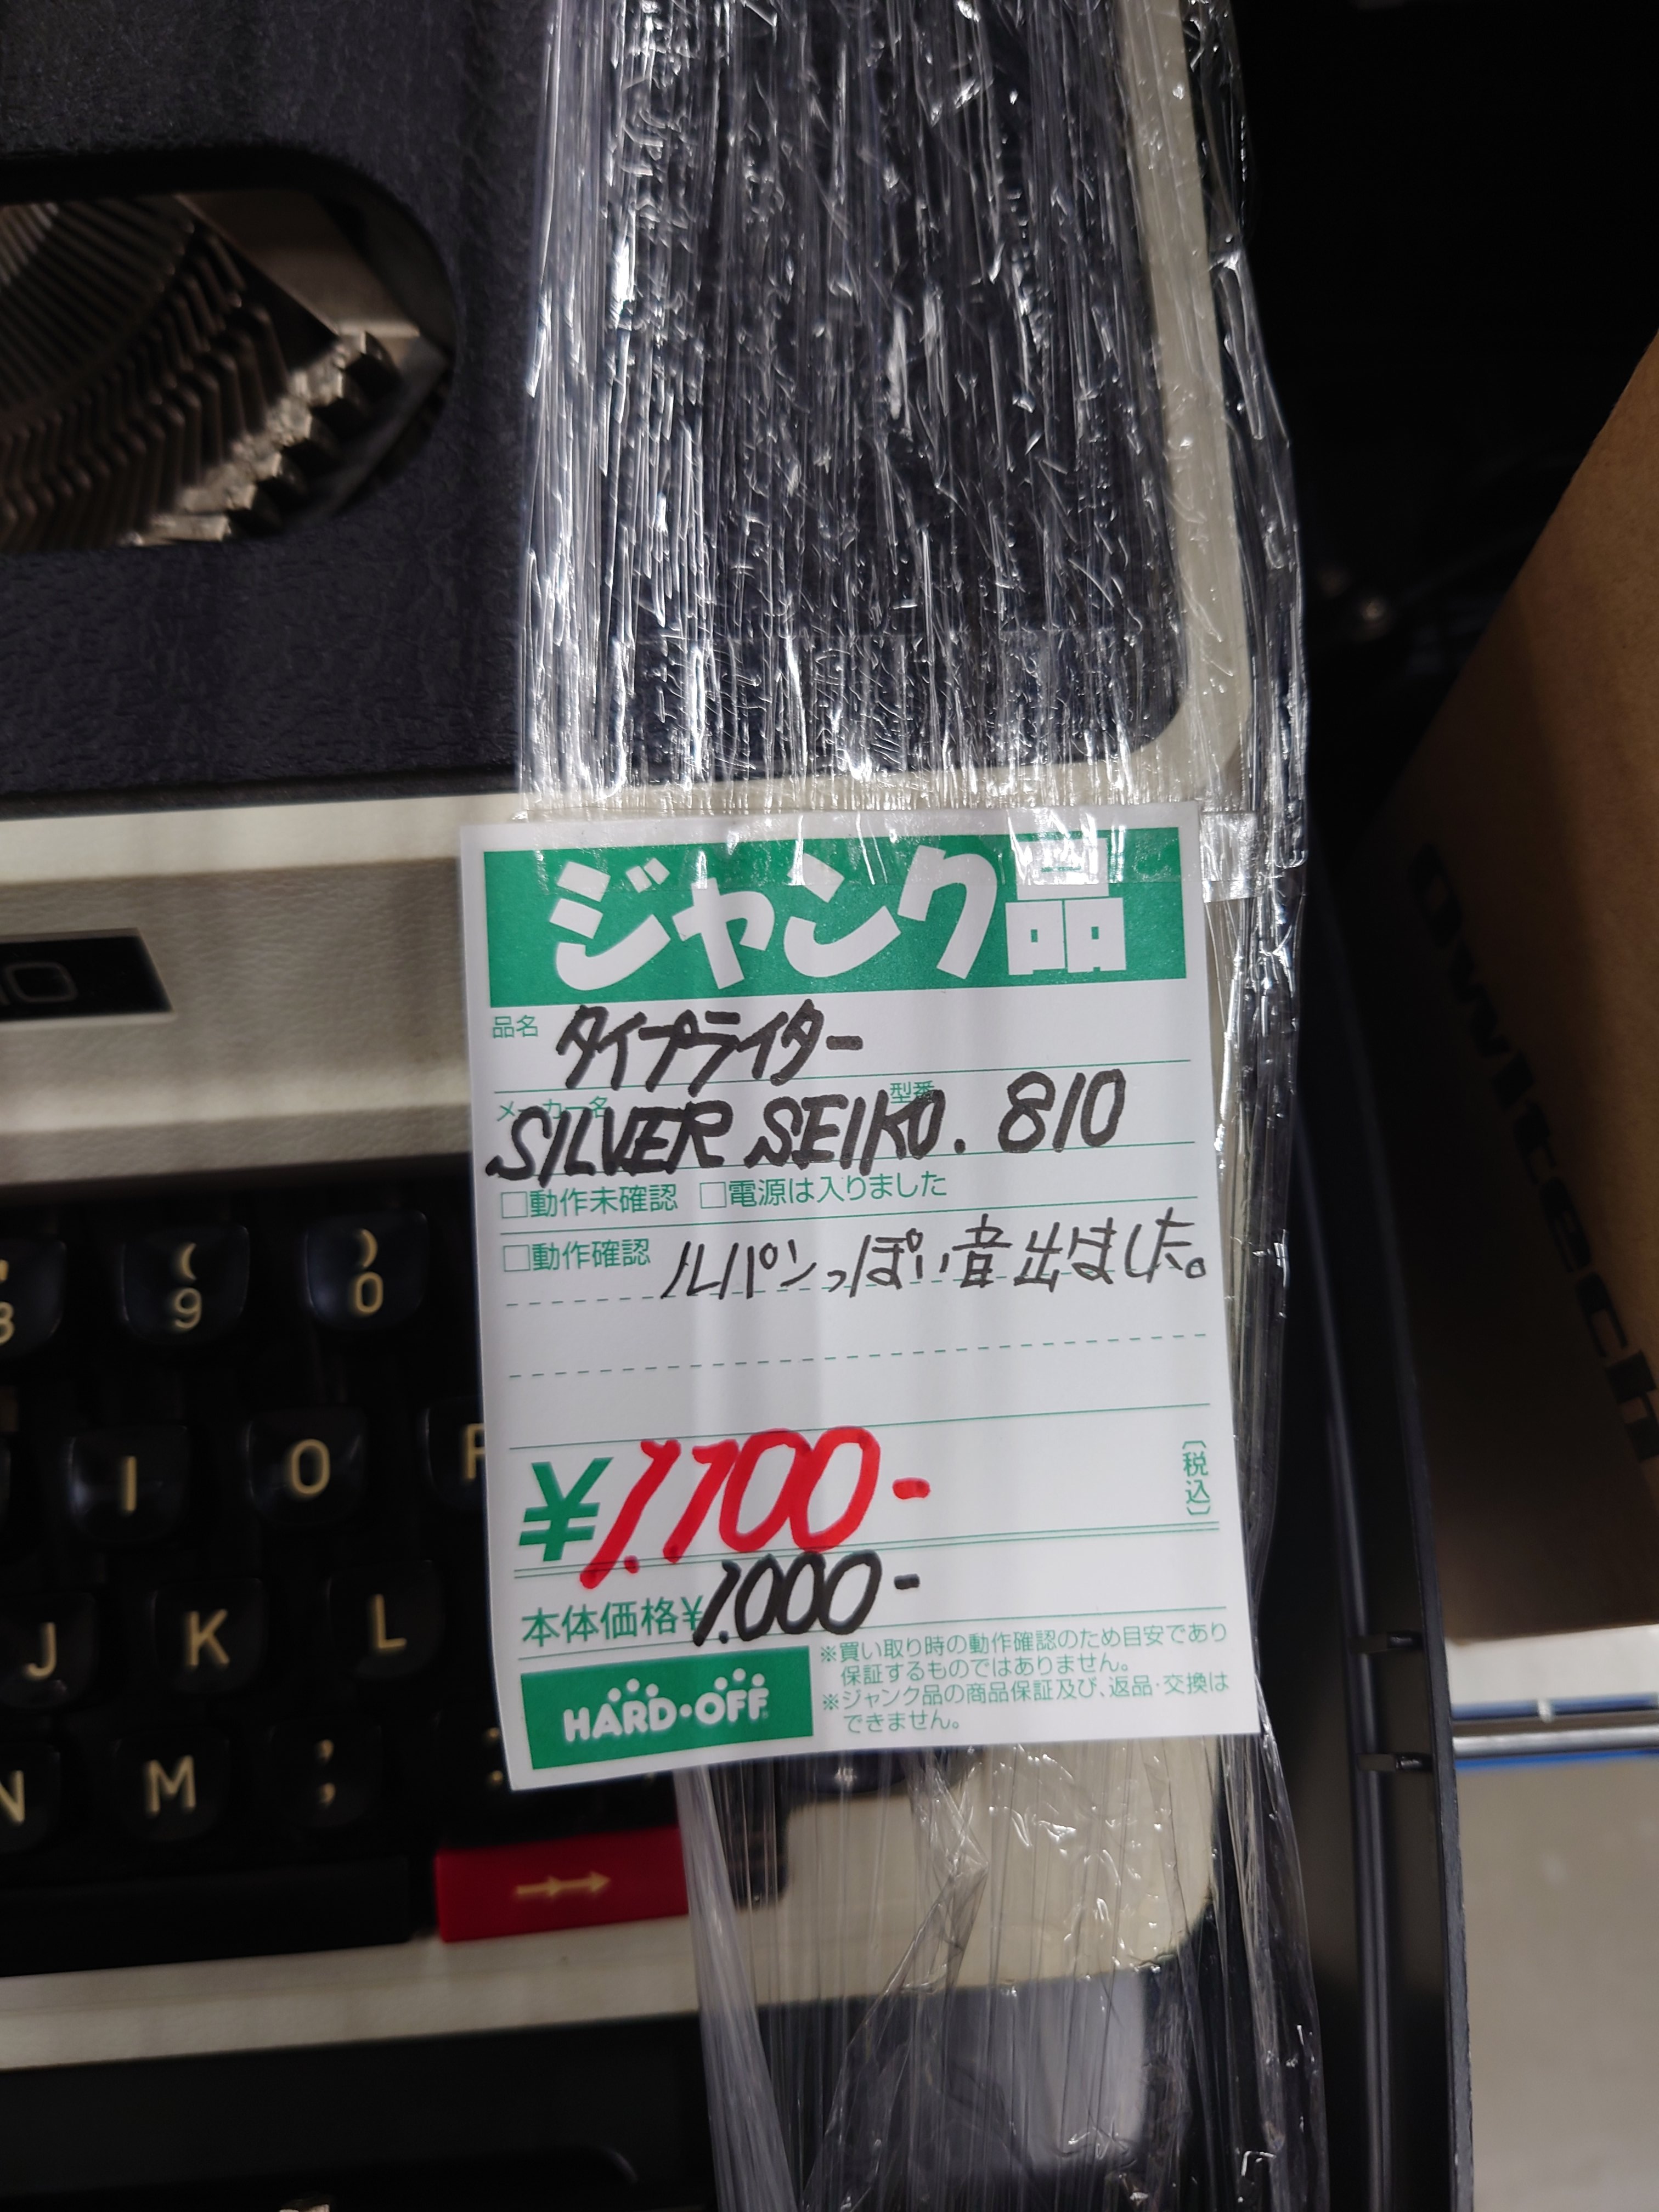 ジャンク品
品名 タイプライター
メーカー名 型番
SILVER SEIKO. 810
□動作未確認 □電源は入りました
□動作確認 ルパンっぽい音出ました。
¥1.100- (税込)
本体価格¥1.000-
HARD・OFF
※買い取り時の動作確認のため目安であり
保証するものではありません。
※ジャンク品の商品保証及び、返品・交換は
できません。
( )
9 0
I O
J K L
N M ;
owltech